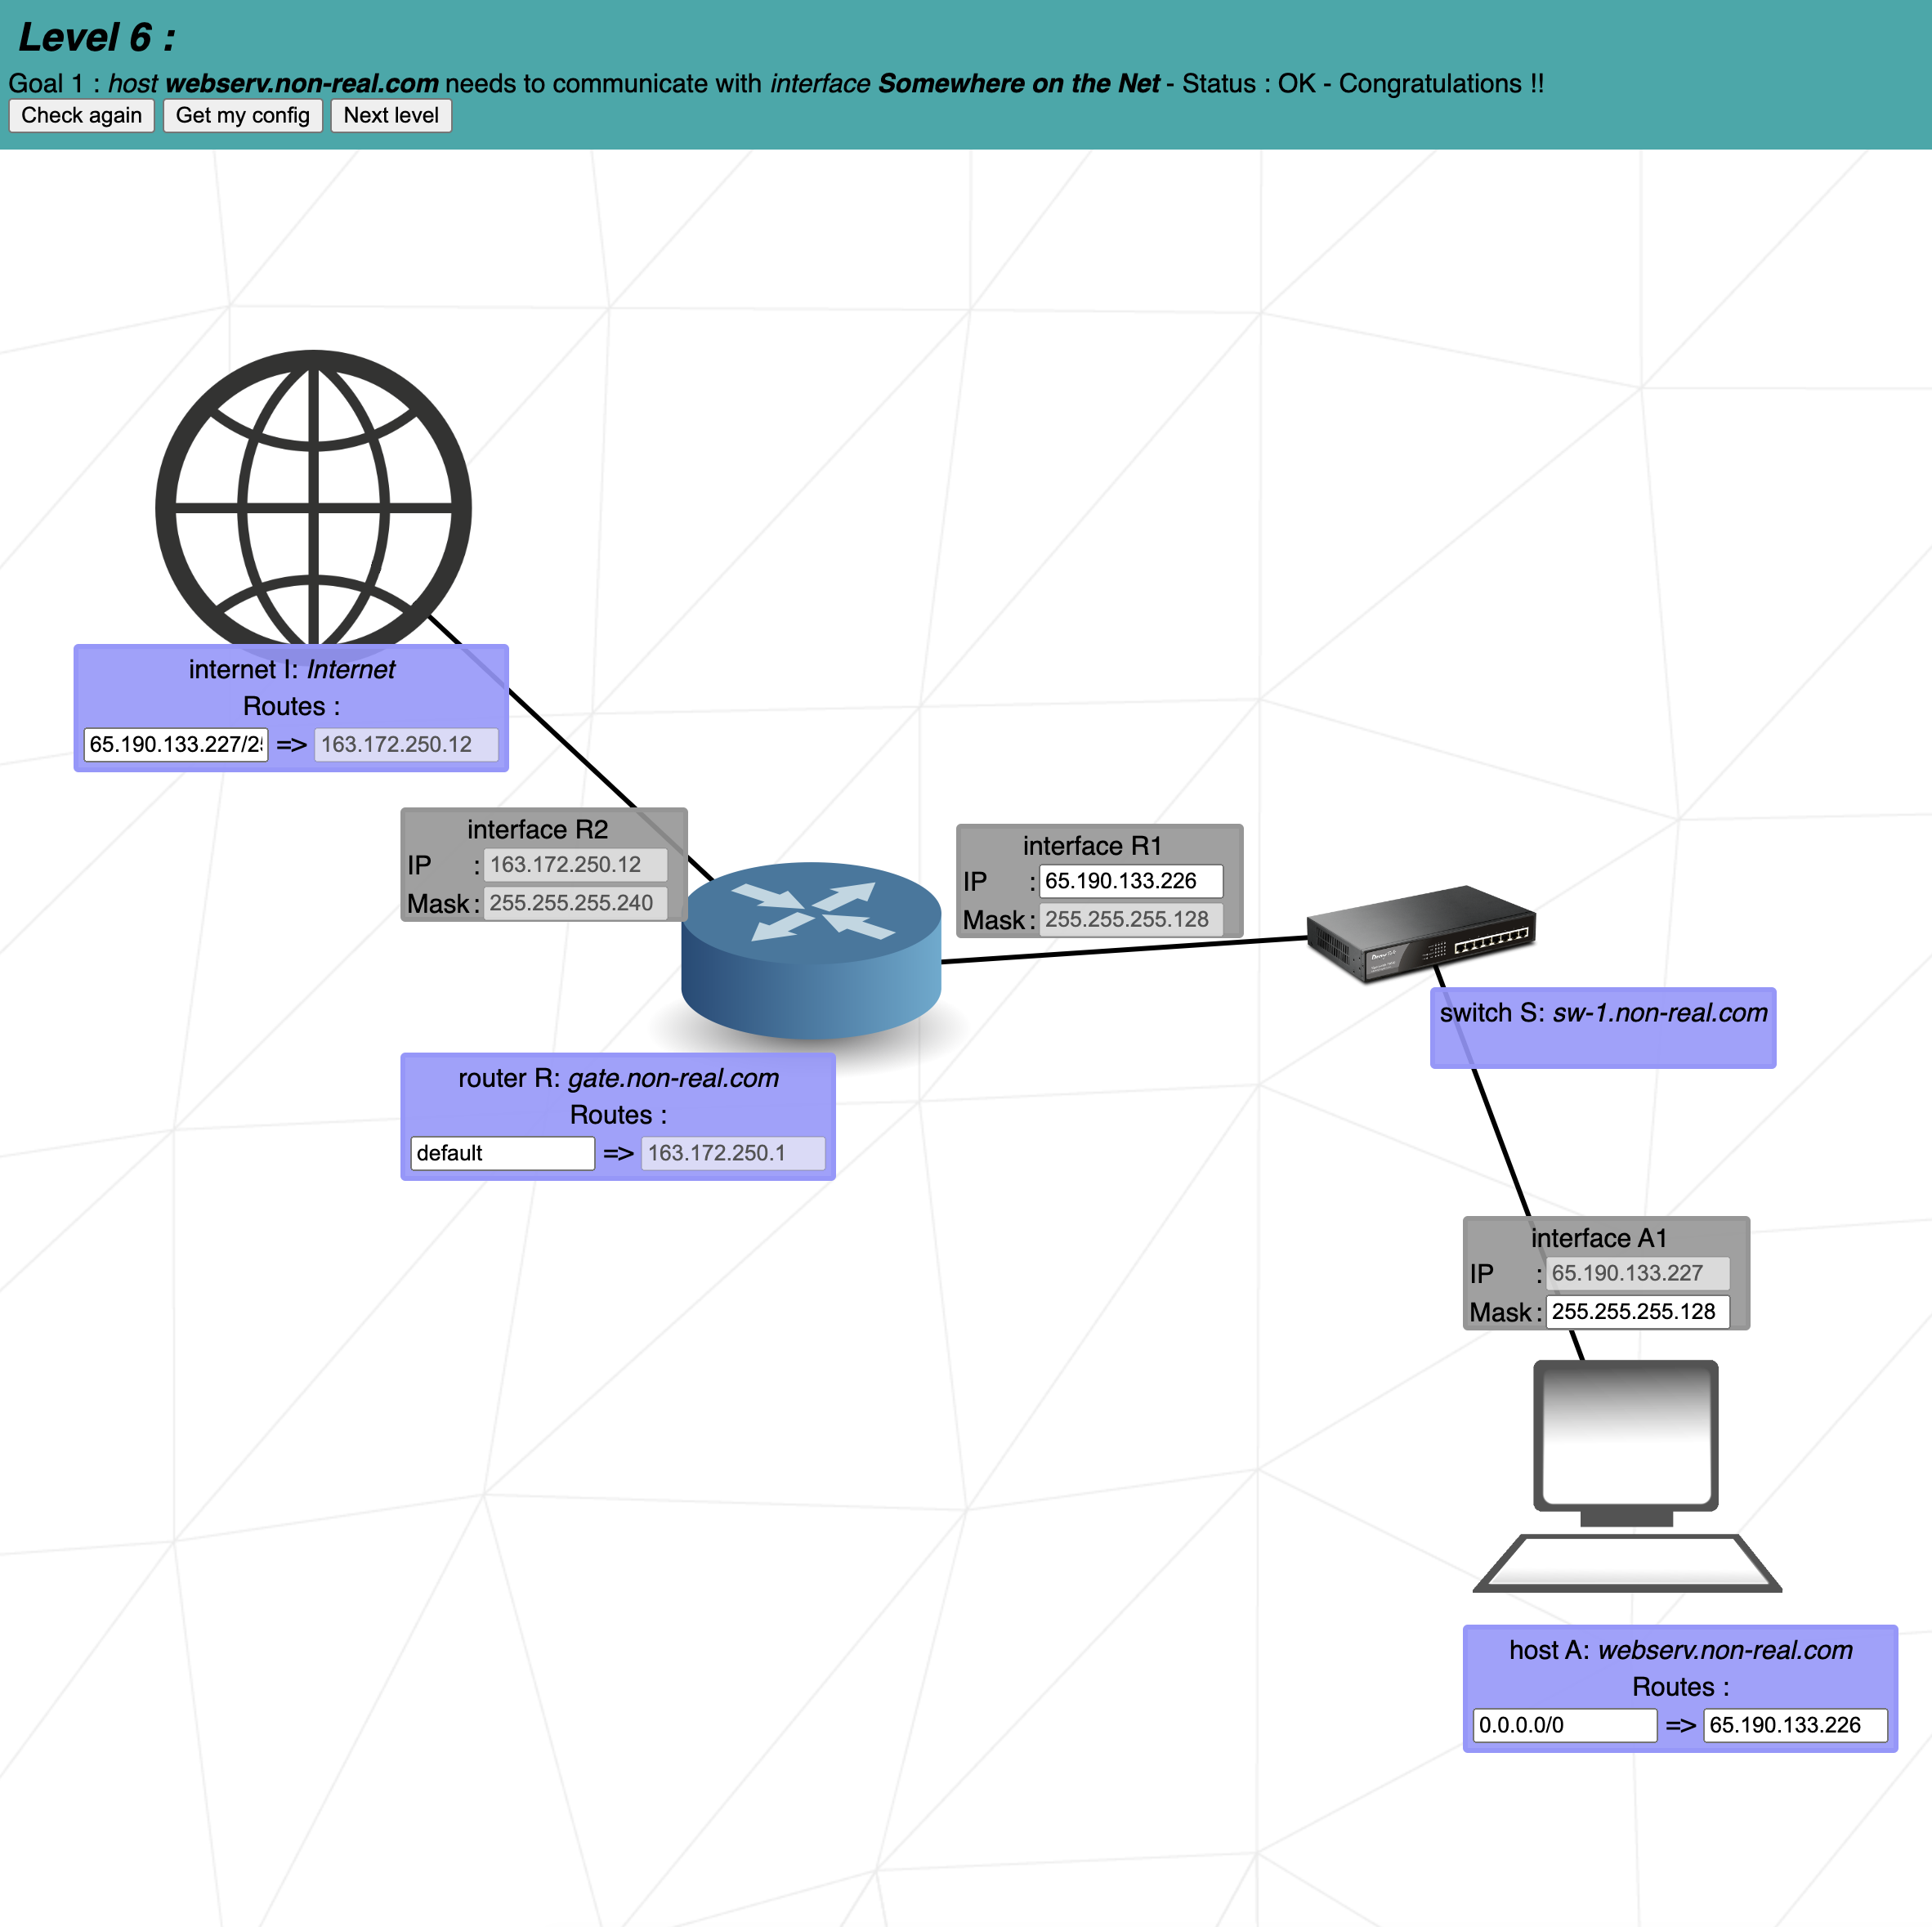 Level 6 :
Goal 1 : host webserv.non-real.com needs to communicate with interface Somewhere on the Net - Status : OK - Congratulations !!
Check again Get my config Next level
internet I: Internet
Routes :
65.190.133.227/2 => 163.172.250.12
interface R2
IP : 163.172.250.12
Mask : 255.255.255.240
interface R1
IP : 65.190.133.226
Mask : 255.255.255.128
switch S: sw-1.non-real.com
router R: gate.non-real.com
Routes :
default => 163.172.250.1
interface A1
IP : 65.190.133.227
Mask : 255.255.255.128
host A: webserv.non-real.com
Routes :
0.0.0.0/0 => 65.190.133.226